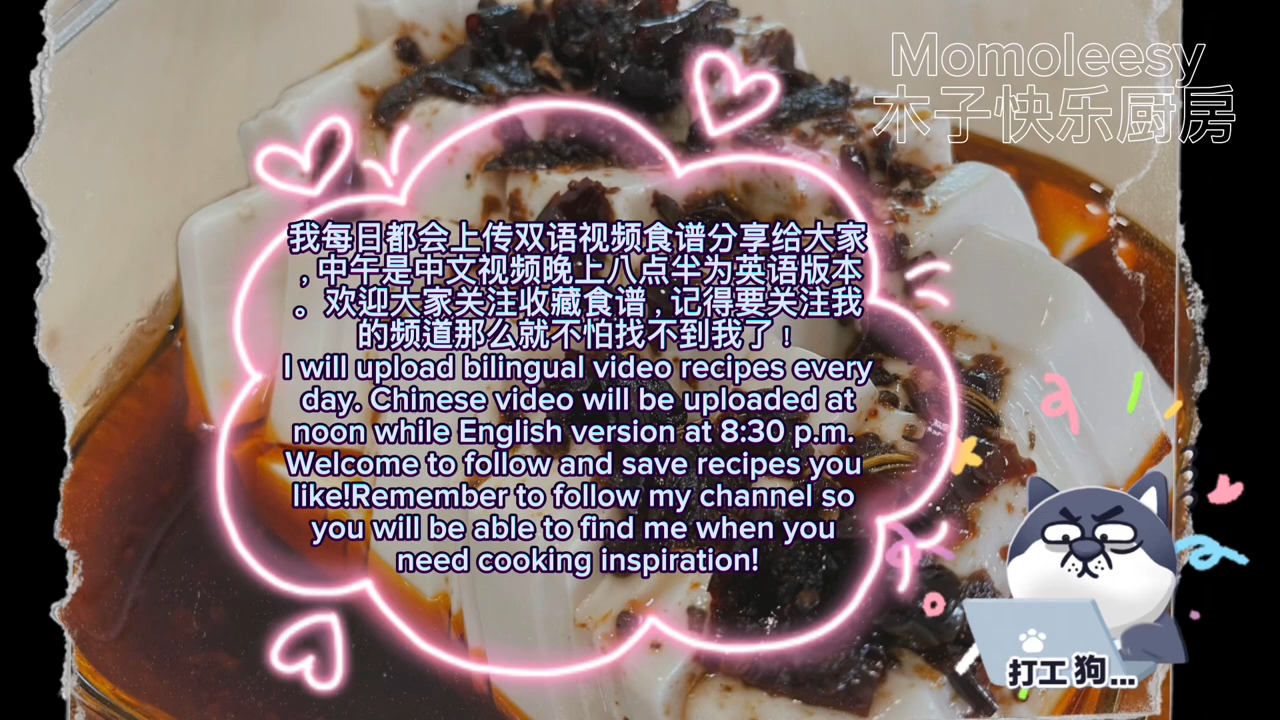 Momoleesy
木子快乐厨房
我每日都会上传双语视频食谱分享给大家
，中午是中文视频晚上八点半为英语版本
。欢迎大家关注收藏食谱，记得要关注我
的频道那么就不怕找不到我了！
I will upload bilingual video recipes every
day. Chinese video will be uploaded at
noon while English version at 8:30 p.m.
Welcome to follow and save recipes you
like!Remember to follow my channel so
you will be able to find me when you
need cooking inspiration!
打工狗...